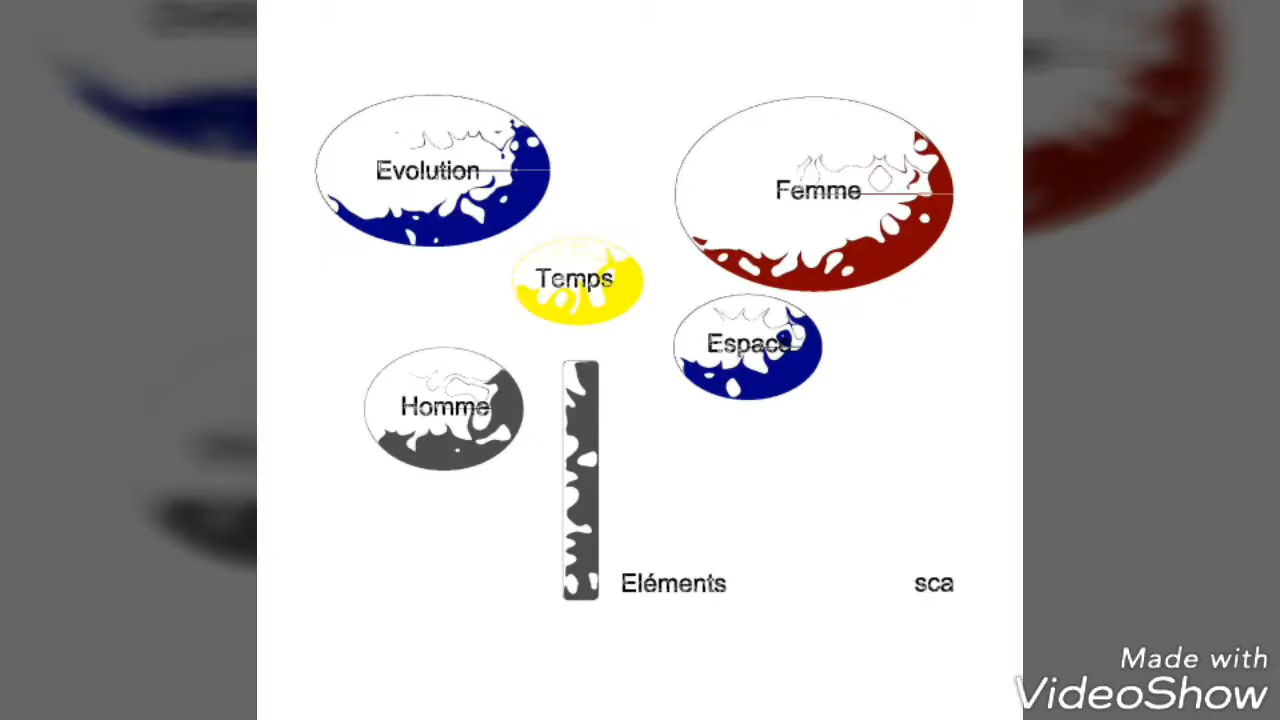 Evolution
Femme
Temps
Espace
Homme
Eléments
sca
Made with
VideoShow